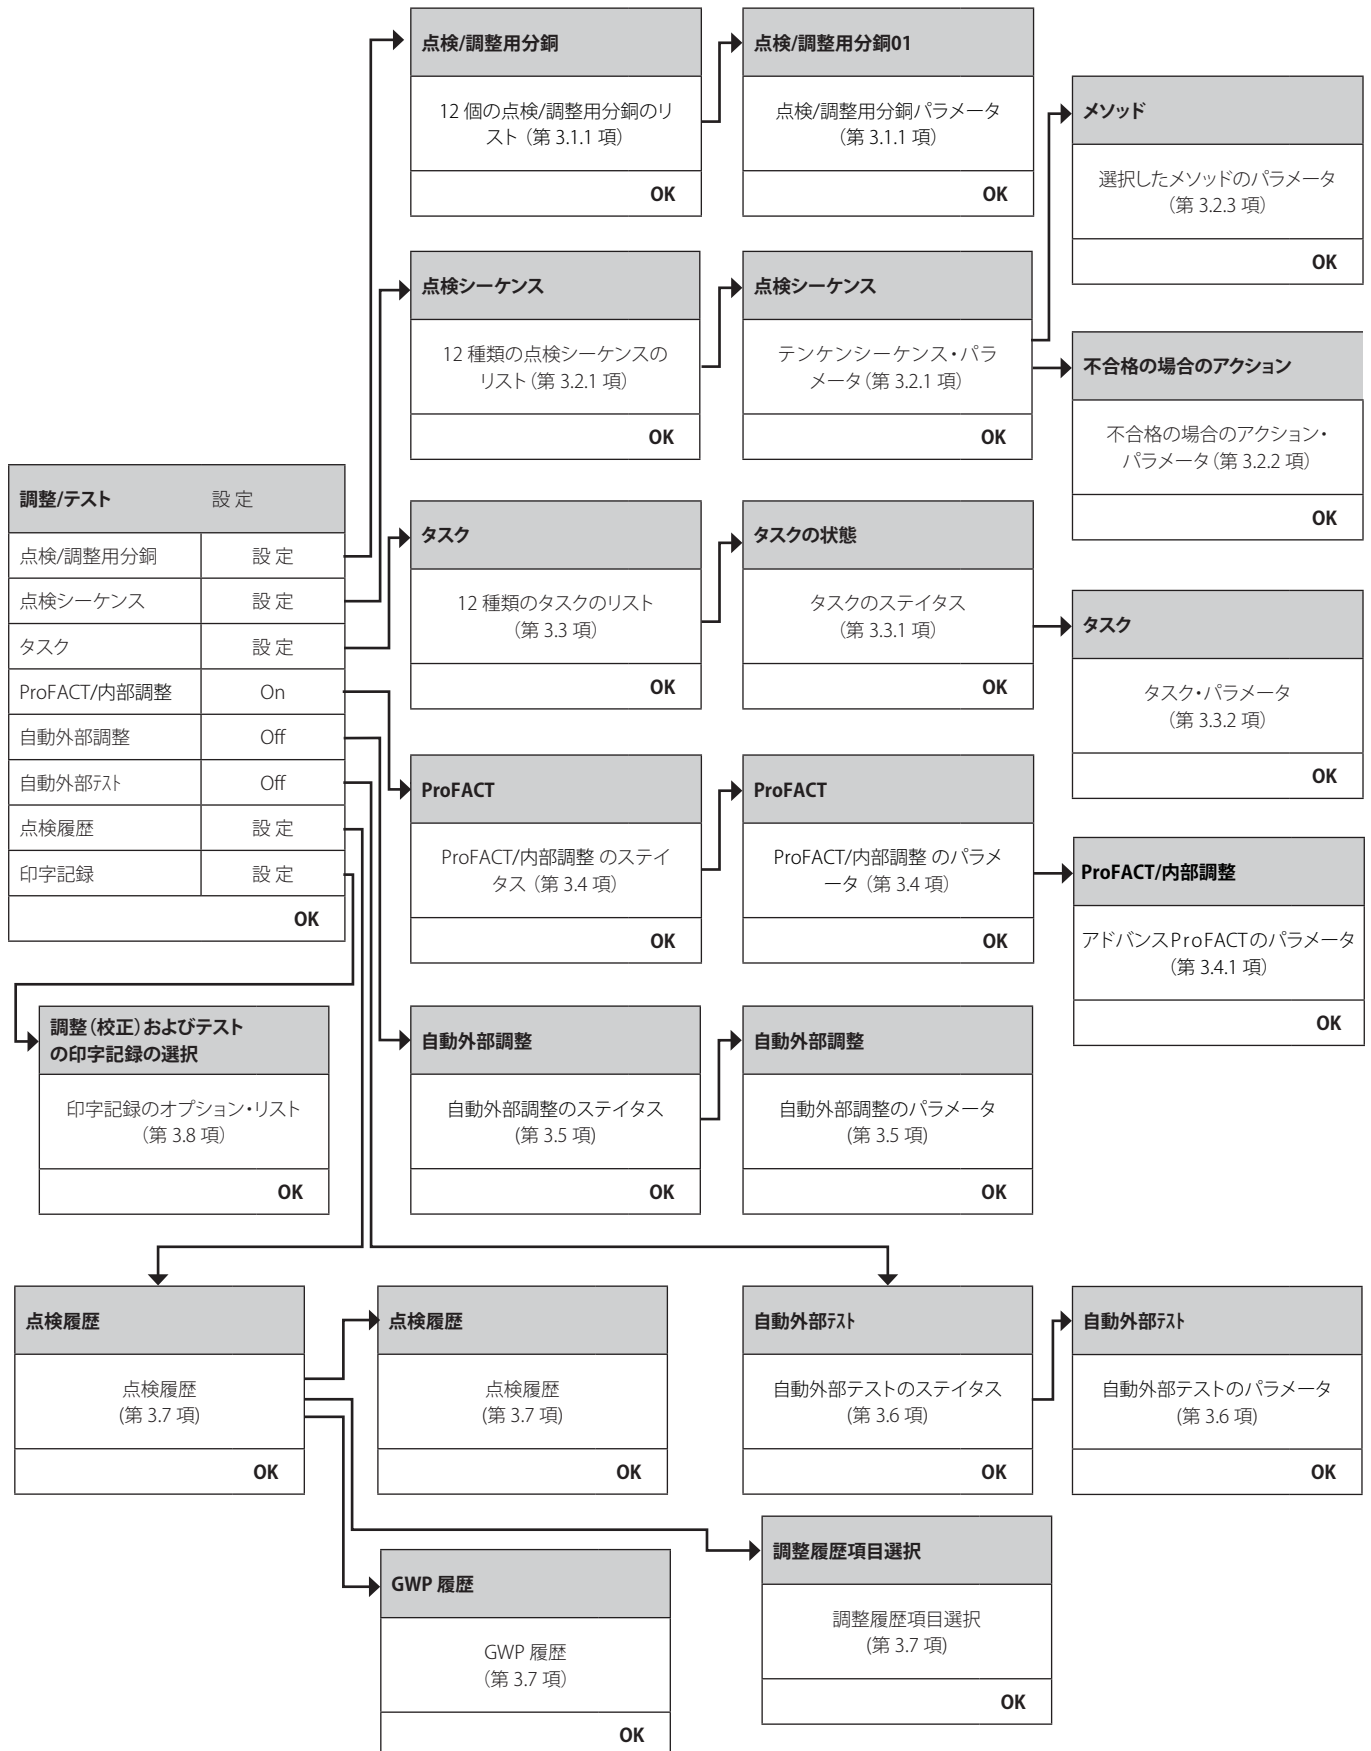 点検/調整用分銅
12 個の点検/調整用分銅のリ
スト（第 3.1.1 項）
OK
点検/調整用分銅01
点検/調整用分銅パラメータ
（第 3.1.1 項）
OK
メソッド
選択したメソッドのパラメータ
（第 3.2.3 項）
OK
点検シーケンス
12 種類の点検シーケンスの
リスト（第 3.2.1 項）
OK
点検シーケンス
テンケンシーケンス・パラ
メータ（第 3.2.1 項）
OK
不合格の場合のアクション
不合格の場合のアクション・
パラメータ（第 3.2.2 項）
OK
調整/テスト 設 定
点検/調整用分銅 設 定
点検シーケンス 設 定
タスク 設 定
ProFACT/内部調整 On
自動外部調整 Off
自動外部ﾃｽﾄ Off
点検履歴 設 定
印字記録 設 定
OK
タスク
12 種類のタスクのリスト
（第 3.3 項）
OK
タスクの状態
タスクのステイタス
（第 3.3.1 項）
OK
タスク
タスク・パラメータ
（第 3.3.2 項）
OK
ProFACT
ProFACT/内部調整 のステイ
タス（第 3.4 項）
OK
ProFACT
ProFACT/内部調整 のパラメ
ータ（第 3.4 項）
OK
ProFACT/内部調整
アドバンスProFACTのパラメータ
（第 3.4.1 項）
OK
調整（校正）およびテスト
の印字記録の選択
印字記録のオプション・リスト
（第 3.8 項）
OK
自動外部調整
自動外部調整のステイタス
(第 3.5 項)
OK
自動外部調整
自動外部調整のパラメータ
(第 3.5 項)
OK
点検履歴
点検履歴
(第 3.7 項)
OK
点検履歴
点検履歴
(第 3.7 項)
OK
自動外部ﾃｽﾄ
自動外部テストのステイタス
(第 3.6 項)
OK
自動外部ﾃｽﾄ
自動外部テストのパラメータ
(第 3.6 項)
OK
GWP 履歴
GWP 履歴
（第 3.7 項）
OK
調整履歴項目選択
調整履歴項目選択
(第 3.7 項)
OK